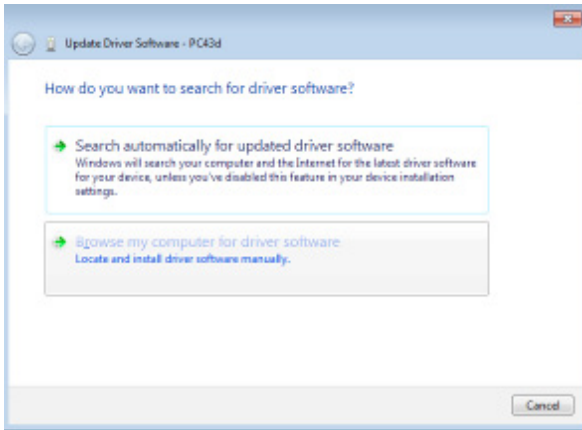 Update Driver Software - PC43d
How do you want to search for driver software?
Search automatically for updated driver software
Windows will search your computer and the Internet for the latest driver software
for your device, unless you've disabled this feature in your device installation
settings.
Browse my computer for driver software
Locate and install driver software manually.
Cancel